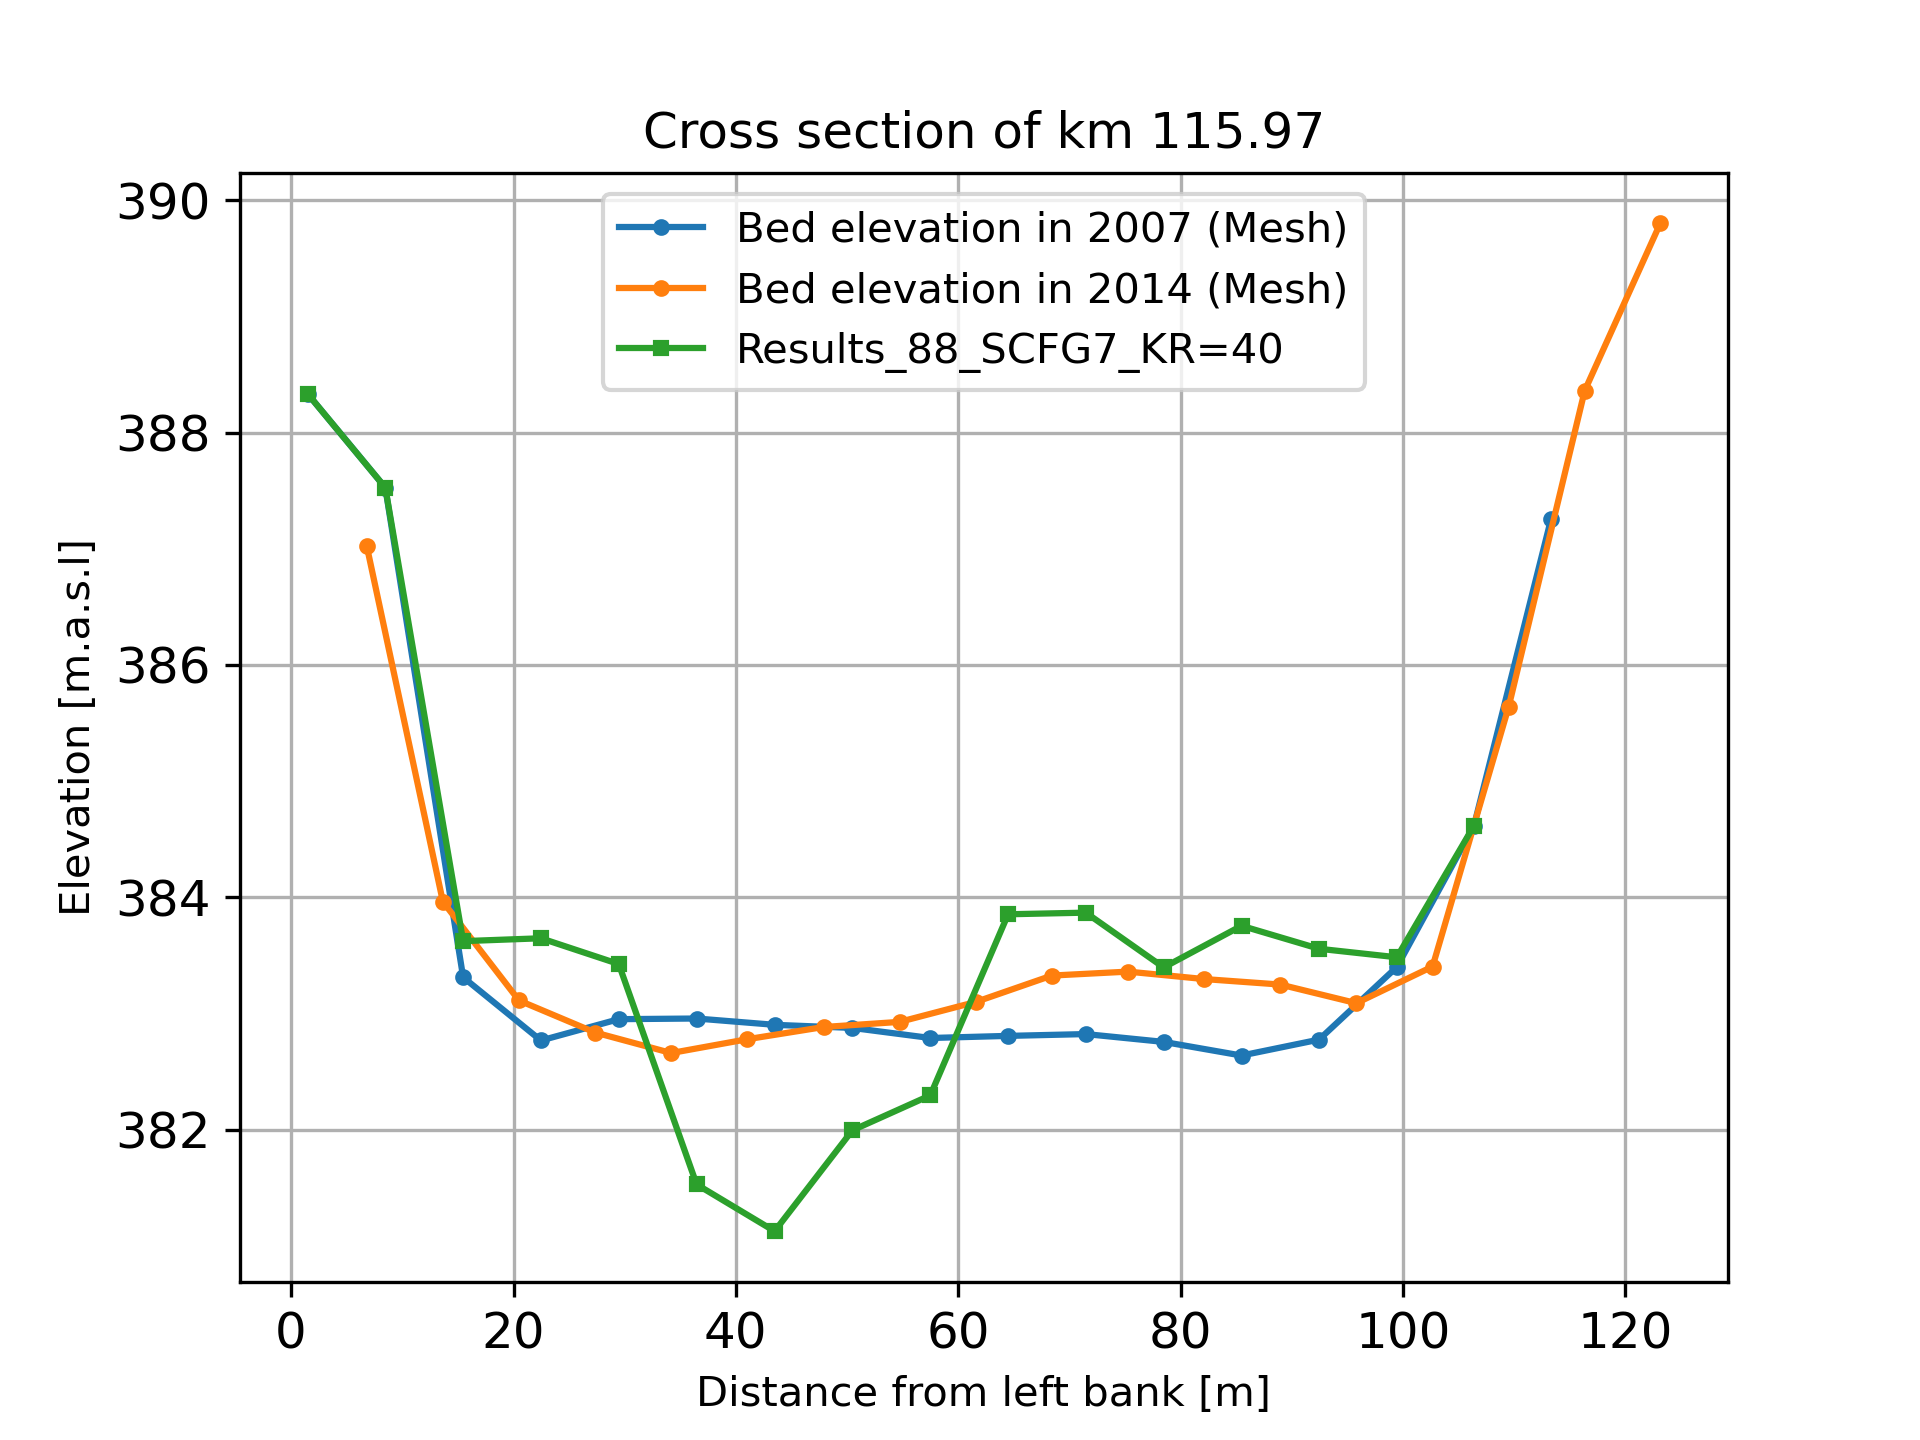 Cross section of km 115.97
Bed elevation in 2007 (Mesh)
Bed elevation in 2014 (Mesh)
Results_88_SCFG7_KR=40
Elevation [m.a.s.l]
390
388
386
384
382
0 20 40 60 80 100 120
Distance from left bank [m]